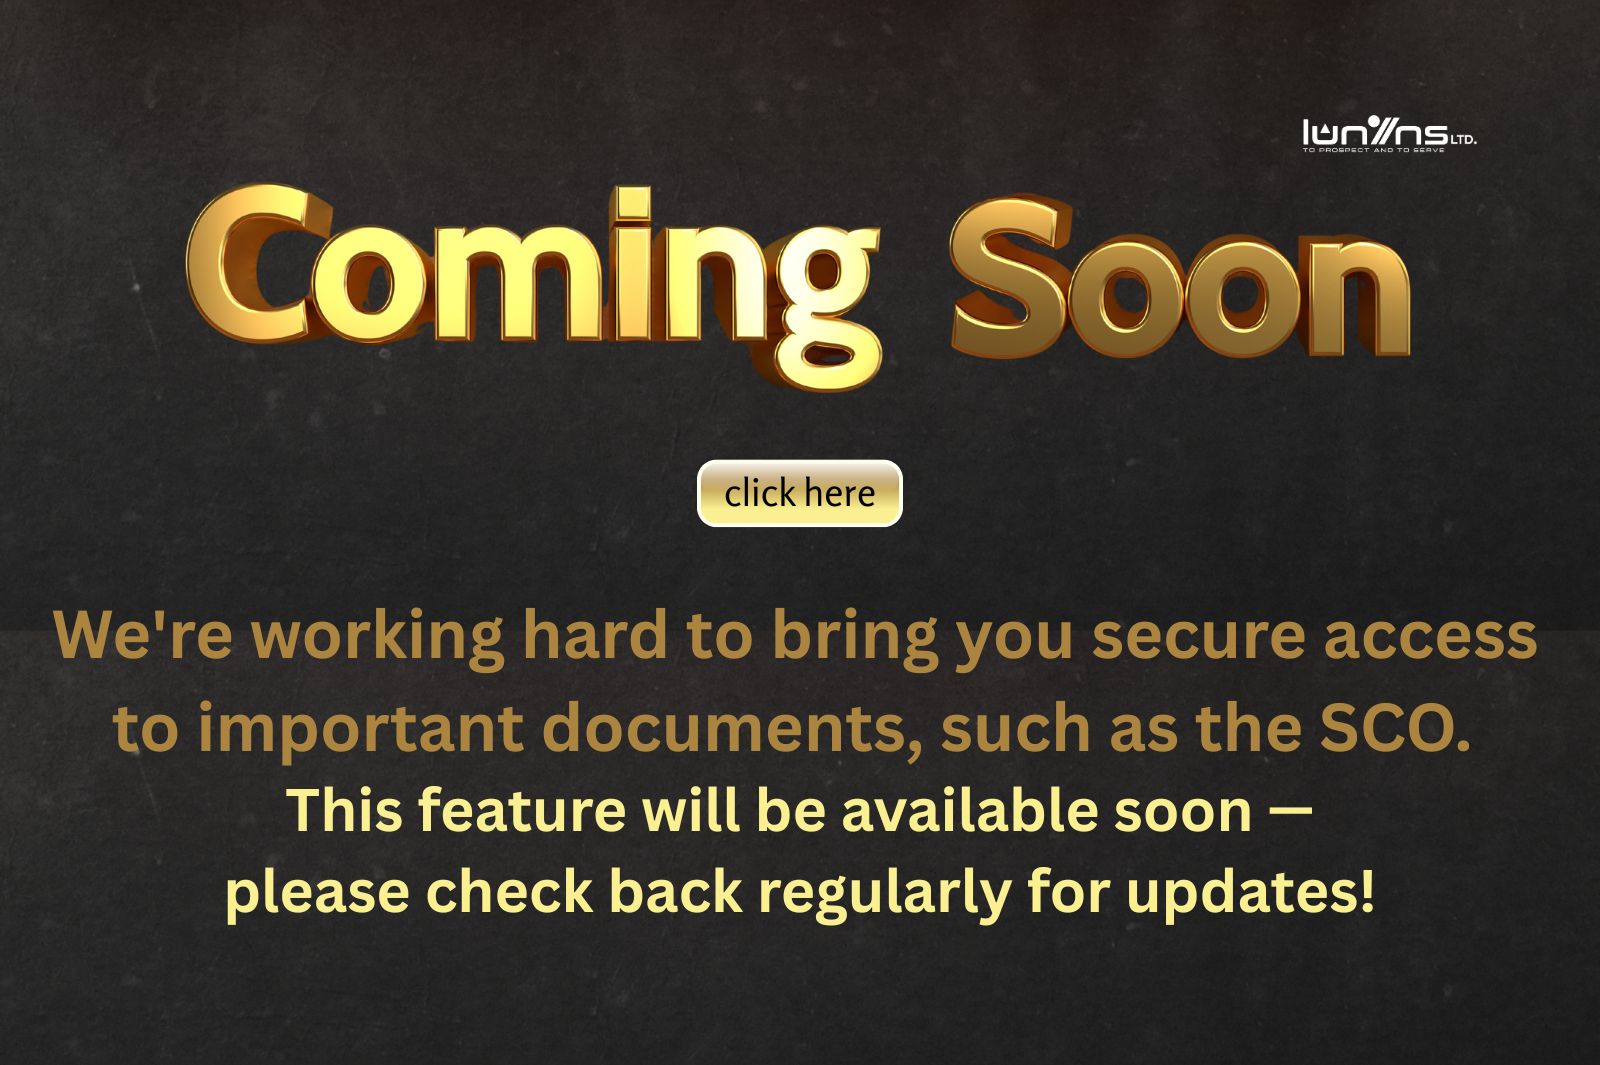 LTD.
TO PROSPECT AND TO SERVE
Coming Soon
click here
We're working hard to bring you secure access
to important documents, such as the SCO.
This feature will be available soon —
please check back regularly for updates!